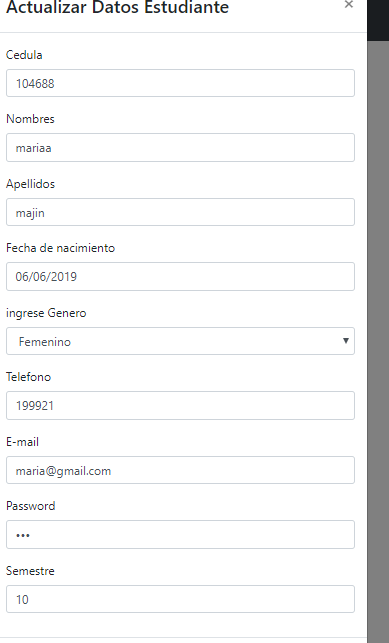 Actualizar Datos Estudiante ×
Cedula
104688
Nombres
mariaa
Apellidos
majin
Fecha de nacimiento
06/06/2019
ingrese Genero
Femenino
Telefono
199921
E-mail
maria@gmail.com
Password
•••
Semestre
10